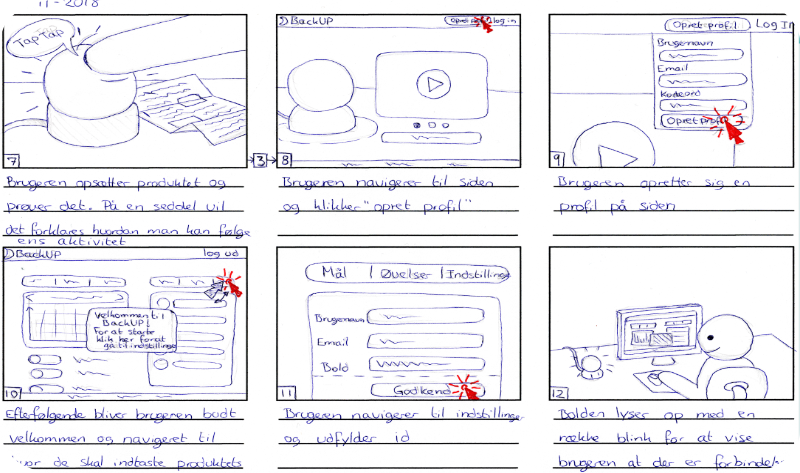 11 - 2018
Tap Tap
7
→ 3 →
Brugeren opsætter produktet og
prøver det. På en seddel vil
det forklares hvordan man kan følge
ens aktivitet
BackUP
Opret profil
log in
8
Brugeren navigerer til siden
og klikker "opret profil"
Opret profil
Log In
Brugernavn
Email
Kodeord
Opret profil
9
Brugeren opretter sig en
profil på siden
BackUP
log ud
Velkommen til
BackUP!
For at starte
klik her for at
gå til indstillinger
10
Efterfølgende bliver brugeren budt
velkommen og navigeret til
hvor de skal indtaste produktets
Mål | Øvelser | Indstillinge
Brugernavn
Email
Bold
Godkend
11
Brugeren navigerer til indstillinger
og udfylder id
12
Bolden lyser op med en
række blink for at vise
brugeren at der er forbindel